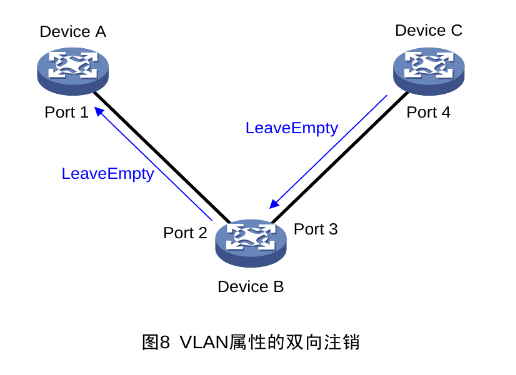 Device A
Device C
Port 1
Port 4
LeaveEmpty
LeaveEmpty
Port 2
Port 3
Device B
图8 VLAN属性的双向注销